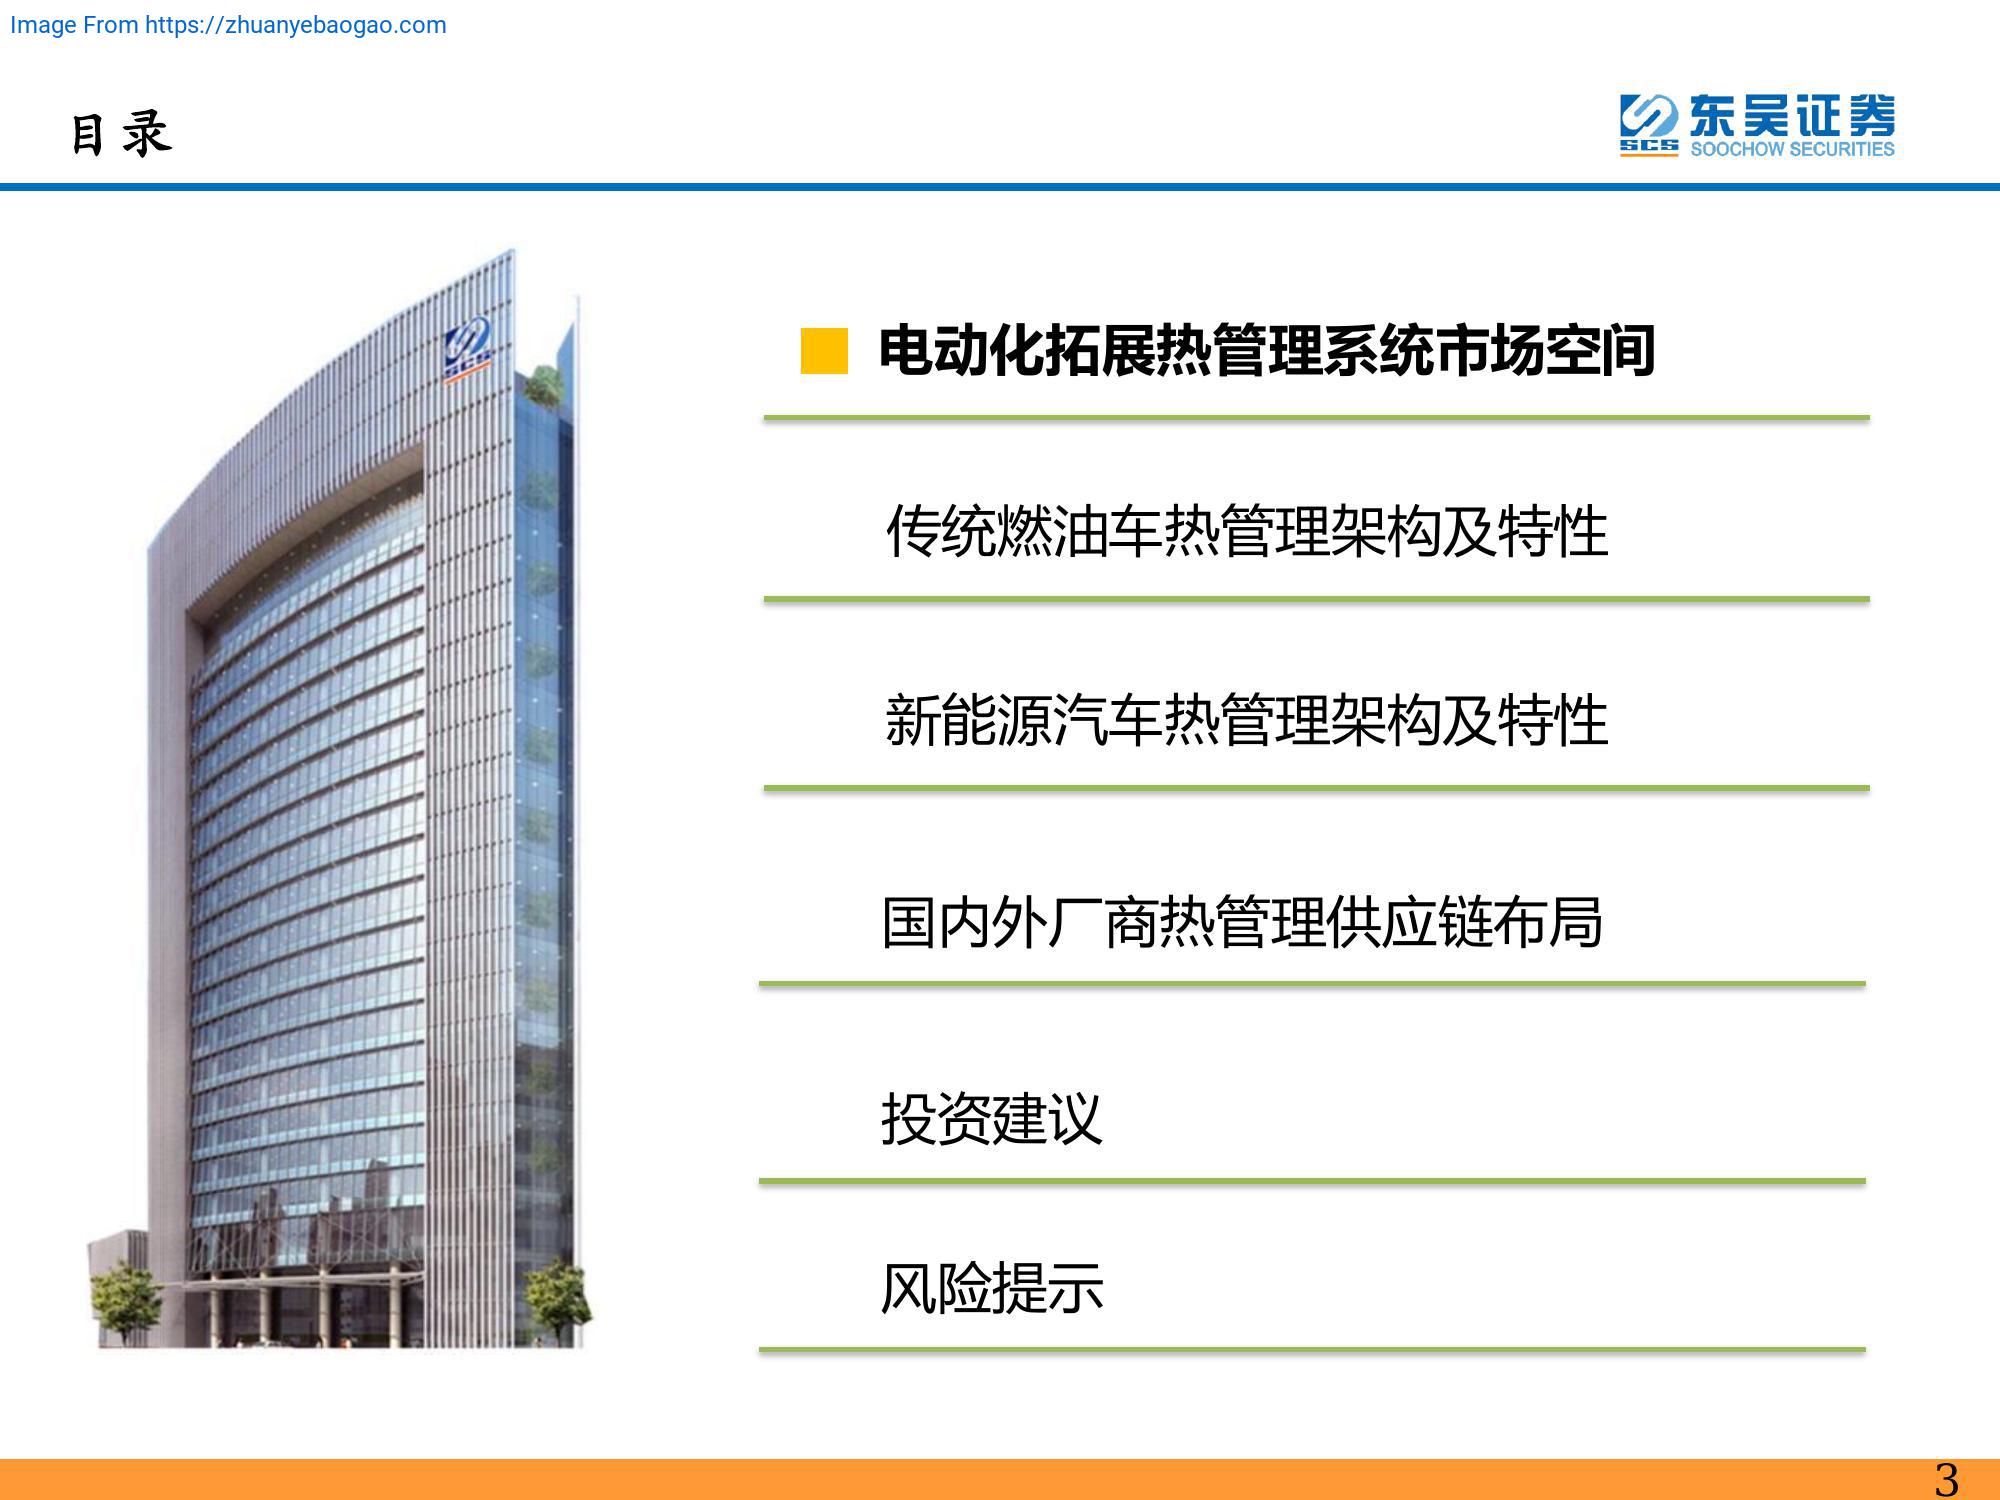 Image From https://zhuanyebaogao.com
目录
东吴证券
SCS
SOOCHOW SECURITIES
SCS
电动化拓展热管理系统市场空间
传统燃油车热管理架构及特性
新能源汽车热管理架构及特性
国内外厂商热管理供应链布局
投资建议
风险提示
3